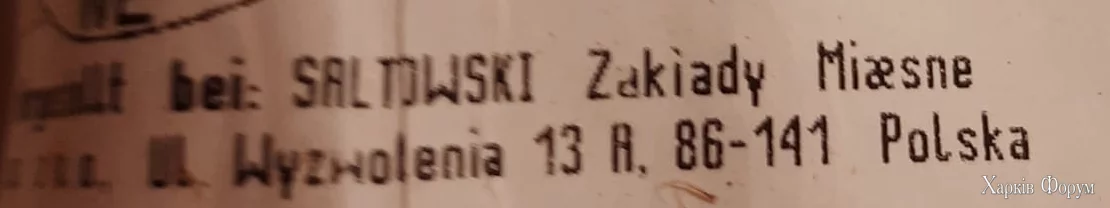 bei: SALTOWSKI Zakiady Miæsne
Ul. Wyzwolenia 13 A. 86-141 Polska
Харків Форум